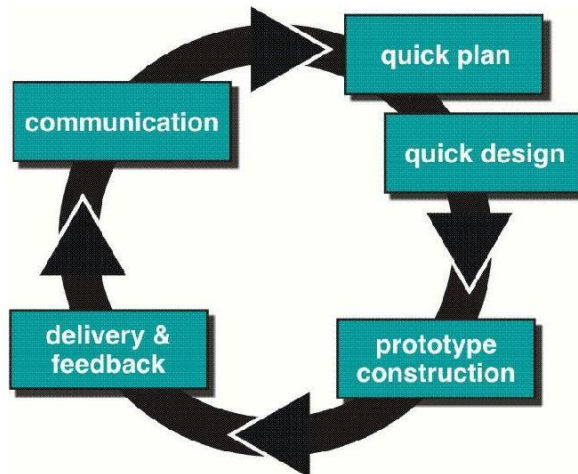 quick plan
communication
quick design
delivery &
feedback
prototype
construction